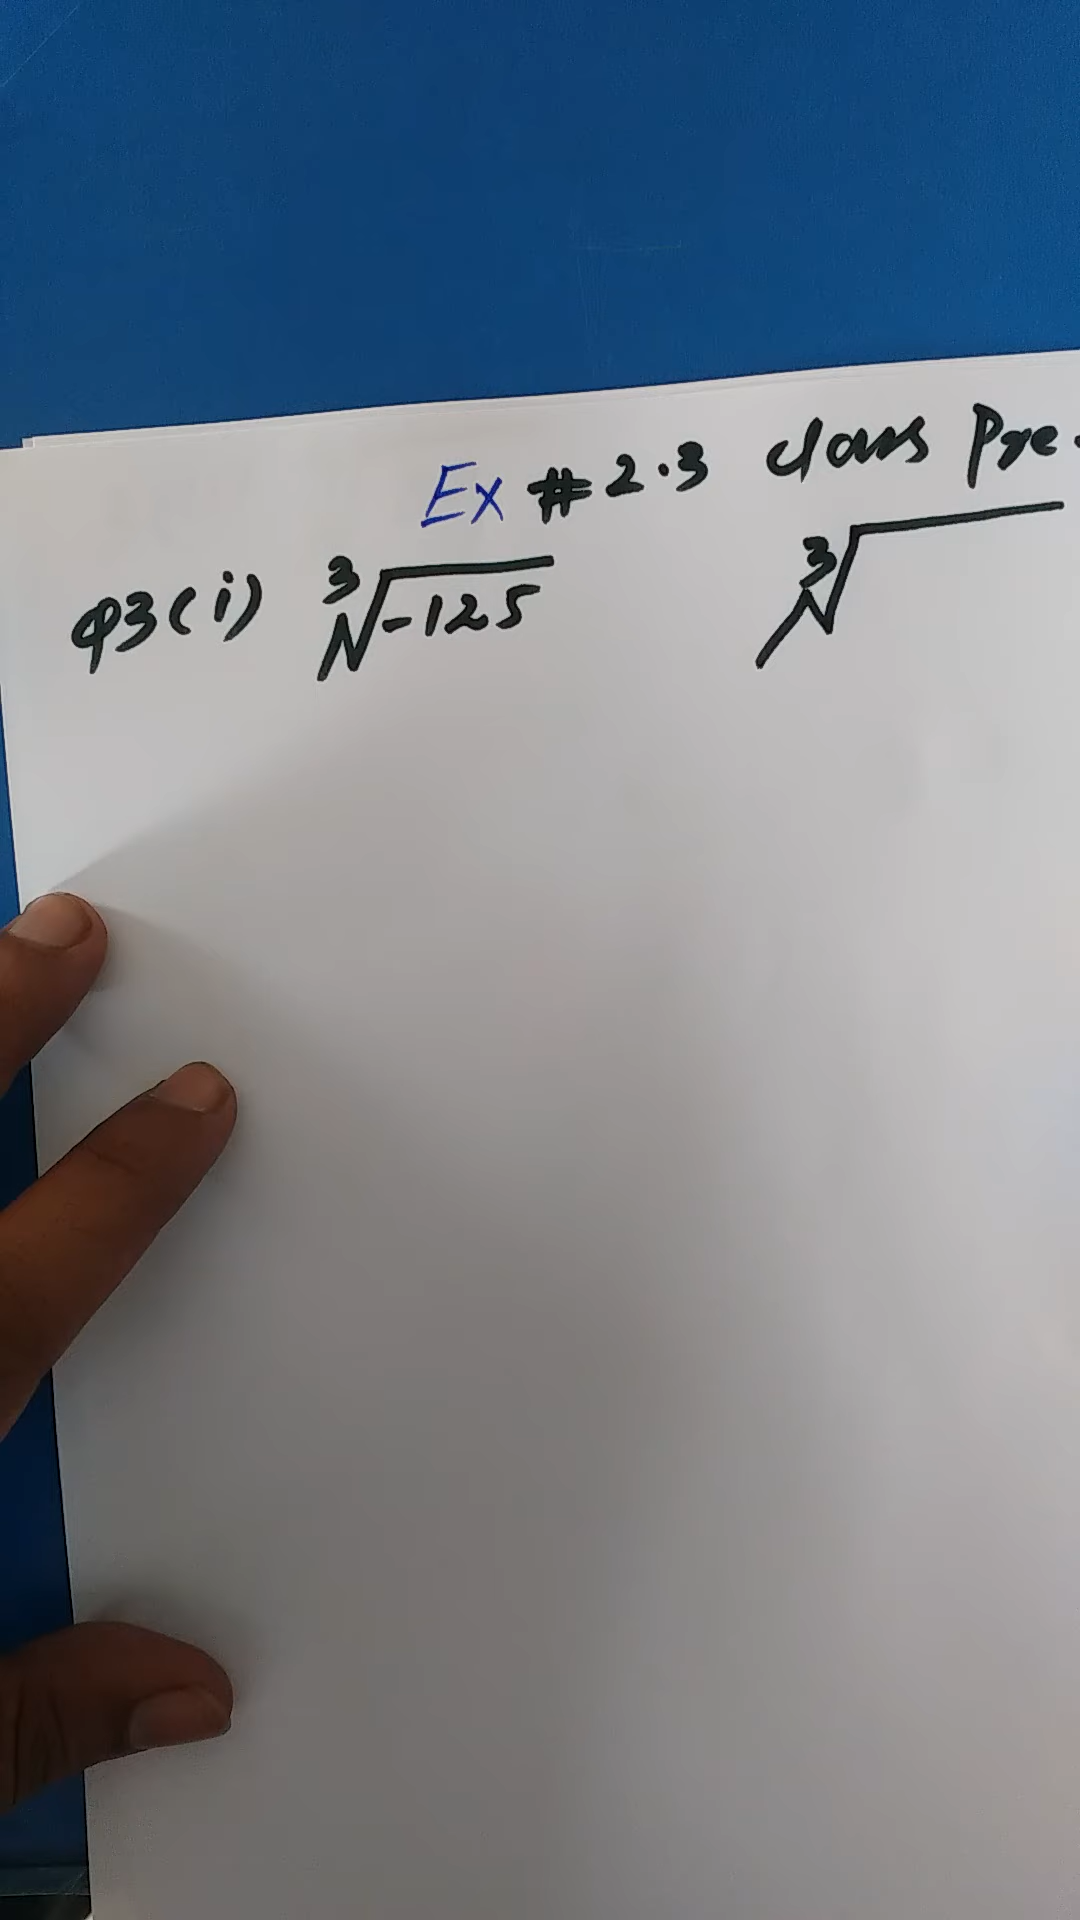 Ex # 2.3 class Pre.
Q3(i) ∛-125 ∛